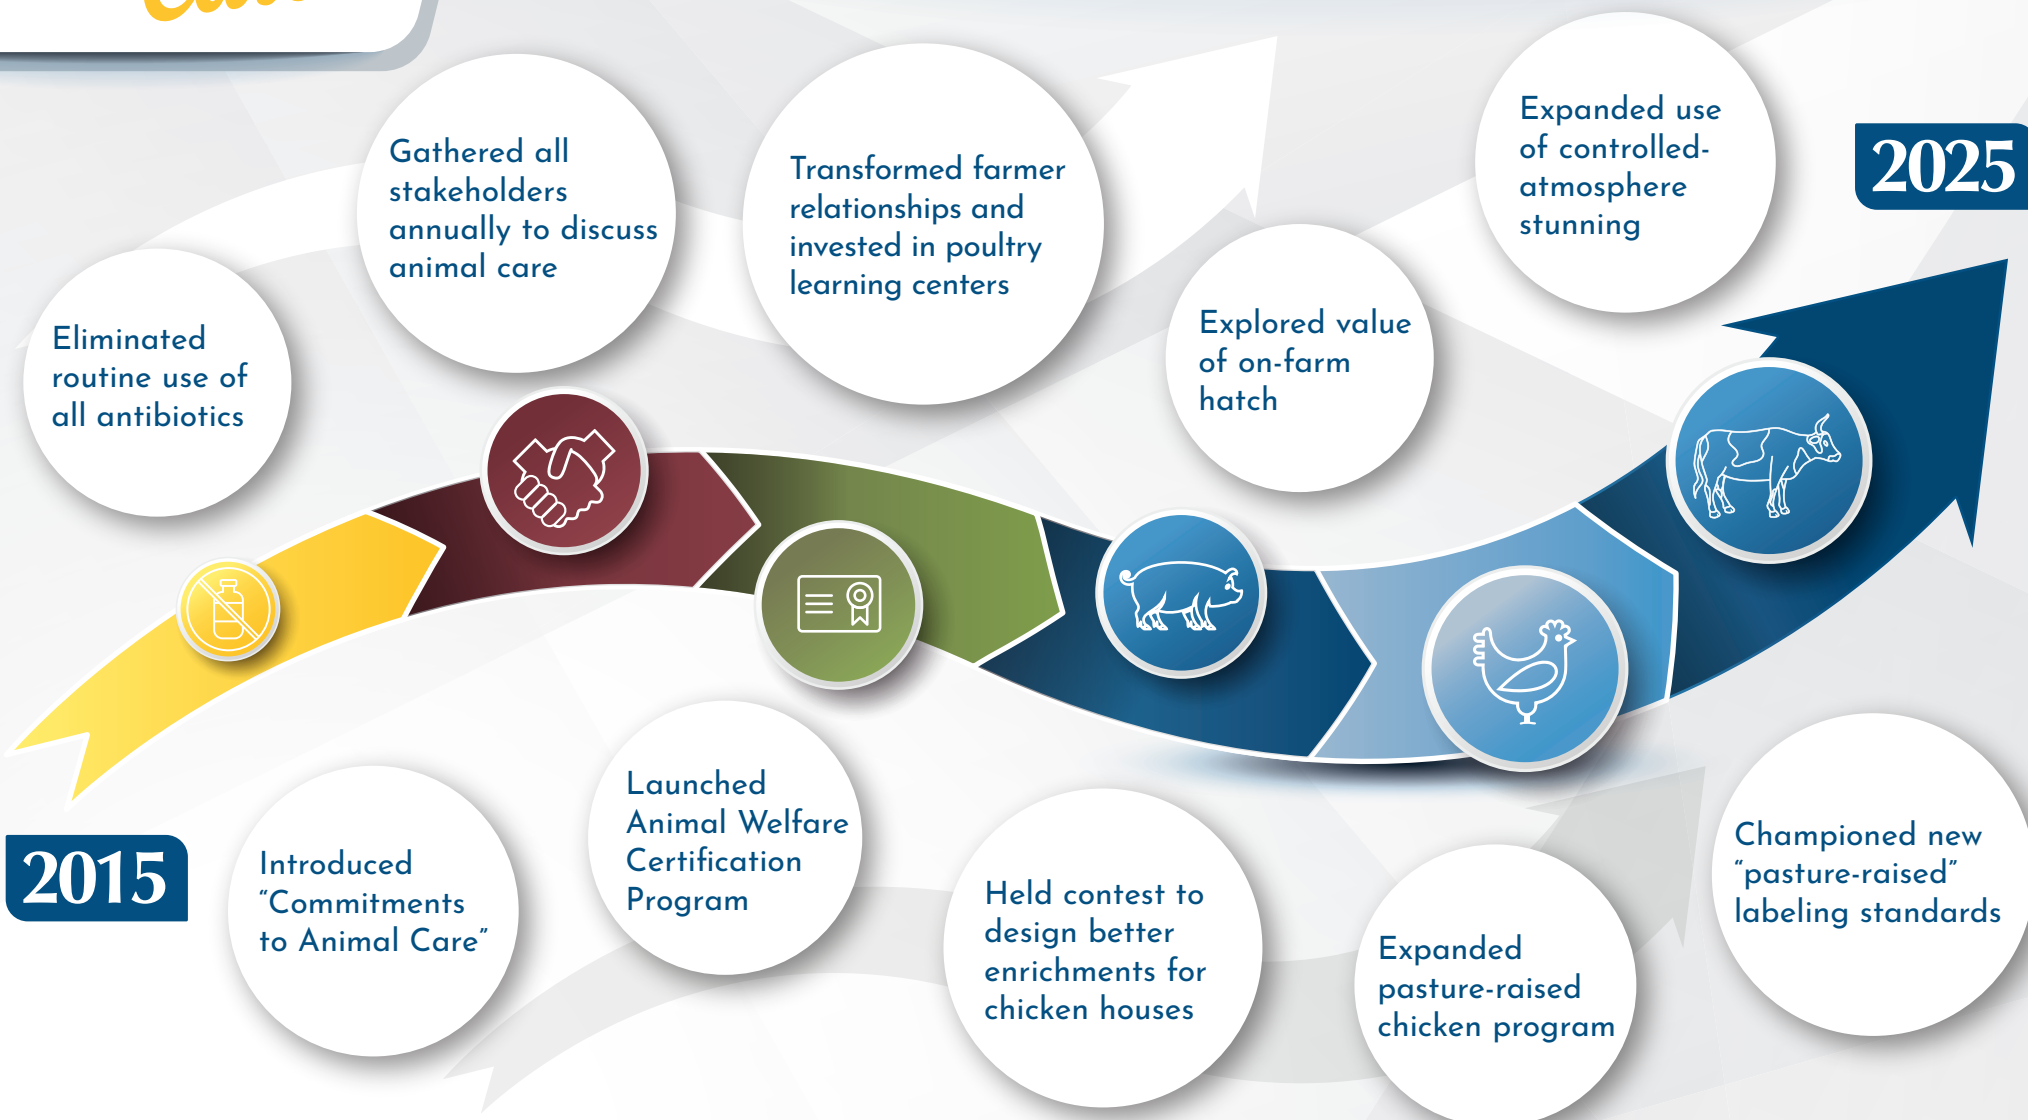 Eliminated
routine use of
all antibiotics
Gathered all
stakeholders
annually to discuss
animal care
Transformed farmer
relationships and
invested in poultry
learning centers
Explored value
of on-farm
hatch
Expanded use
of controlled-
atmosphere
stunning
2025
2015
Introduced
“Commitments
to Animal Care”
Launched
Animal Welfare
Certification
Program
Held contest to
design better
enrichments for
chicken houses
Expanded
pasture-raised
chicken program
Championed new
“pasture-raised”
labeling standards